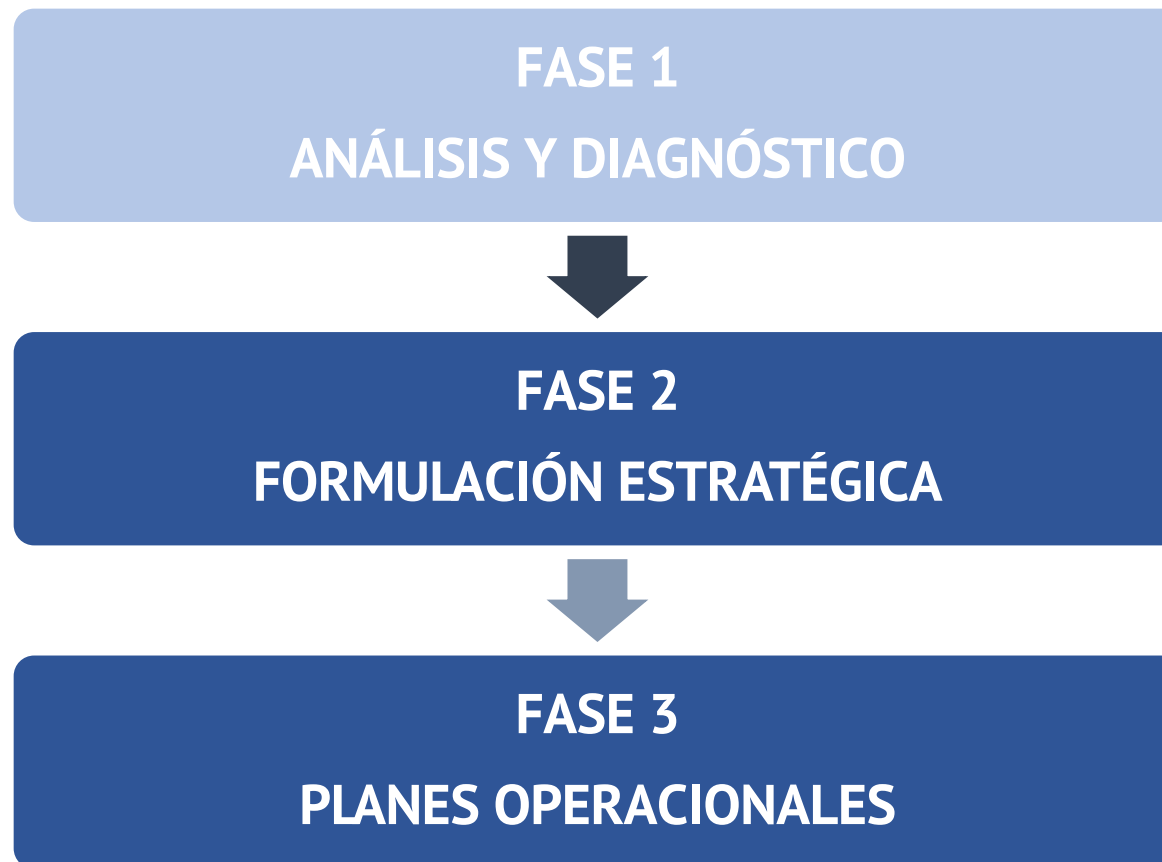 FASE 1
ANÁLISIS Y DIAGNÓSTICO
FASE 2
FORMULACIÓN ESTRATÉGICA
FASE 3
PLANES OPERACIONALES